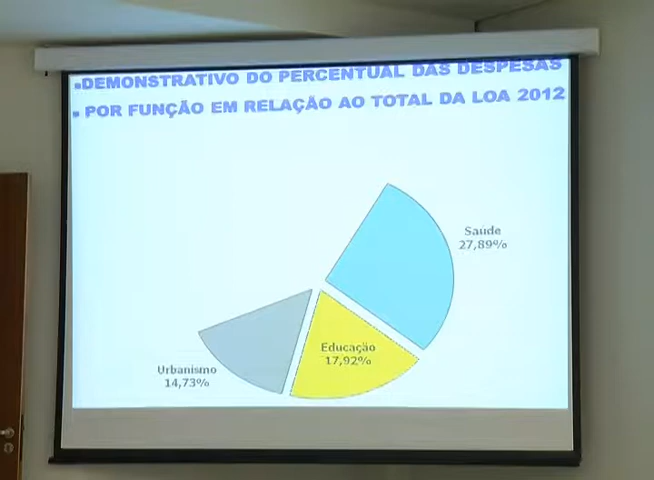 ▪DEMONSTRATIVO DO PERCENTUAL DAS DESPESAS
▪ POR FUNÇÃO EM RELAÇÃO AO TOTAL DA LOA 2012
Saúde
27,89%
Educação
17,92%
Urbanismo
14,73%